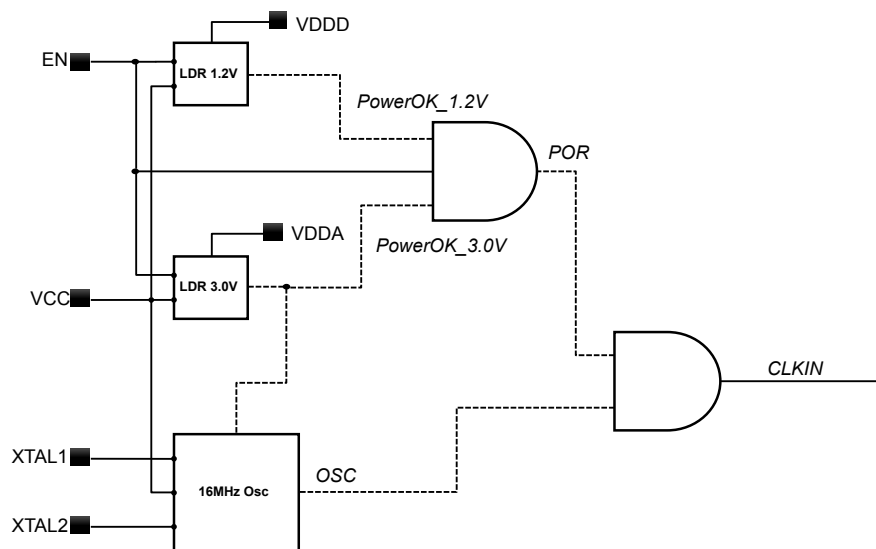 VDDD
EN
LDR 1.2V
PowerOK_1.2V
POR
VDDA
PowerOK_3.0V
LDR 3.0V
VCC
CLKIN
XTAL1
OSC
16MHz Osc
XTAL2